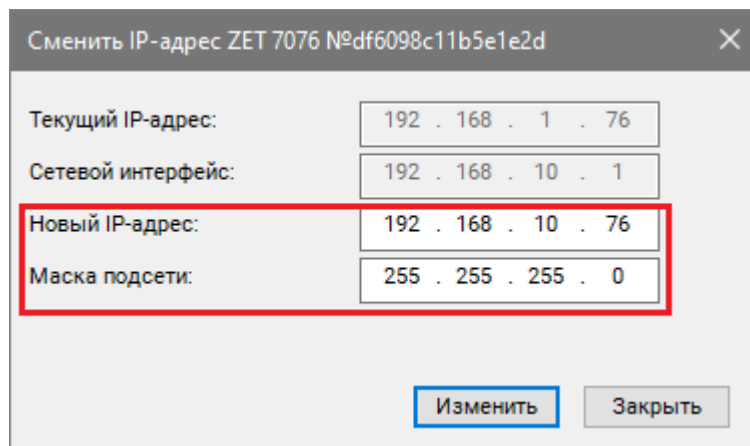 Сменить IP-адрес ZET 7076 №df6098c11b5e1e2d
Текущий IP-адрес: 192 . 168 . 1 . 76
Сетевой интерфейс: 192 . 168 . 10 . 1
Новый IP-адрес: 192 . 168 . 10 . 76
Маска подсети: 255 . 255 . 255 . 0
Изменить Закрыть